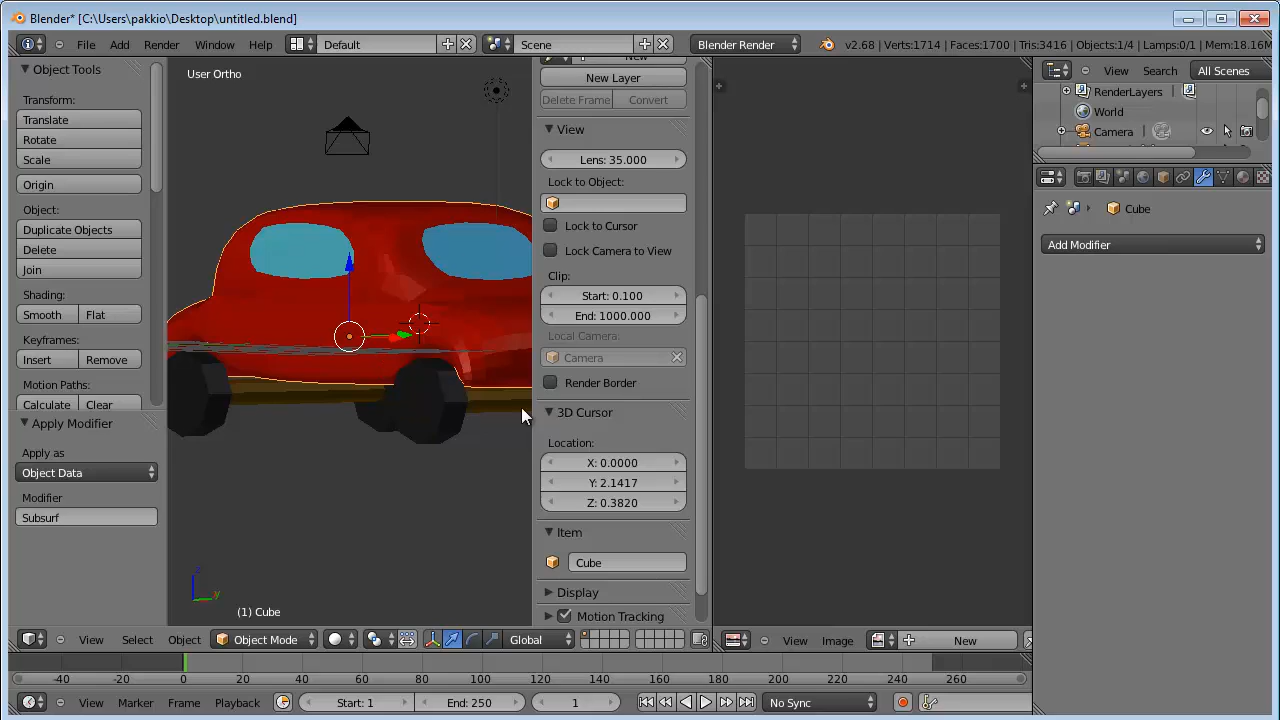 Blender* [C:\Users\pakkio\Desktop\untitled.blend]
File Add Render Window Help Default Scene Blender Render v2.68 | Verts:1714 | Faces:1700 | Tris:3416 | Objects:1/4 | Lamps:0/1 | Mem:18.16M
Object Tools
Transform:
Translate
Rotate
Scale
Origin
Object:
Duplicate Objects
Delete
Join
Shading:
Smooth Flat
Keyframes:
Insert Remove
Motion Paths:
Calculate Clear
Apply Modifier
Apply as
Object Data
Modifier
Subsurf
User Ortho
z
y
(1) Cube
View Select Object Object Mode Global
New
New Layer
Delete Frame Convert
View
Lens: 35.000
Lock to Object:
Lock to Cursor
Lock Camera to View
Clip:
Start: 0.100
End: 1000.000
Local Camera:
Camera
Render Border
3D Cursor
Location:
X: 0.0000
Y: 2.1417
Z: 0.3820
Item
Cube
Display
Motion Tracking
View Image New
View Search All Scenes
RenderLayers
World
Camera
Cube
Add Modifier
-40 -20 0 20 40 60 80 100 120 140 160 180 200 220 240 260
View Marker Frame Playback Start: 1 End: 250 1 No Sync